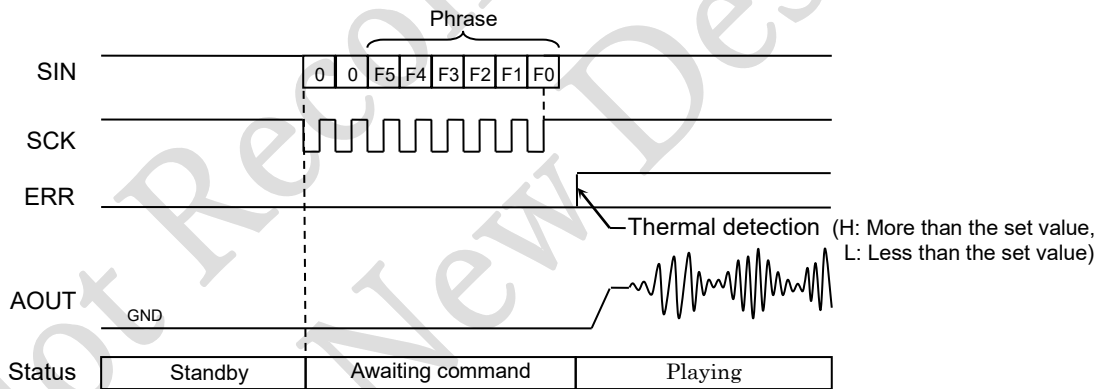 Phrase
SIN 0 0 F5 F4 F3 F2 F1 F0
SCK
ERR
Thermal detection (H: More than the set value,
L: Less than the set value)
AOUT GND
Status Standby Awaiting command Playing